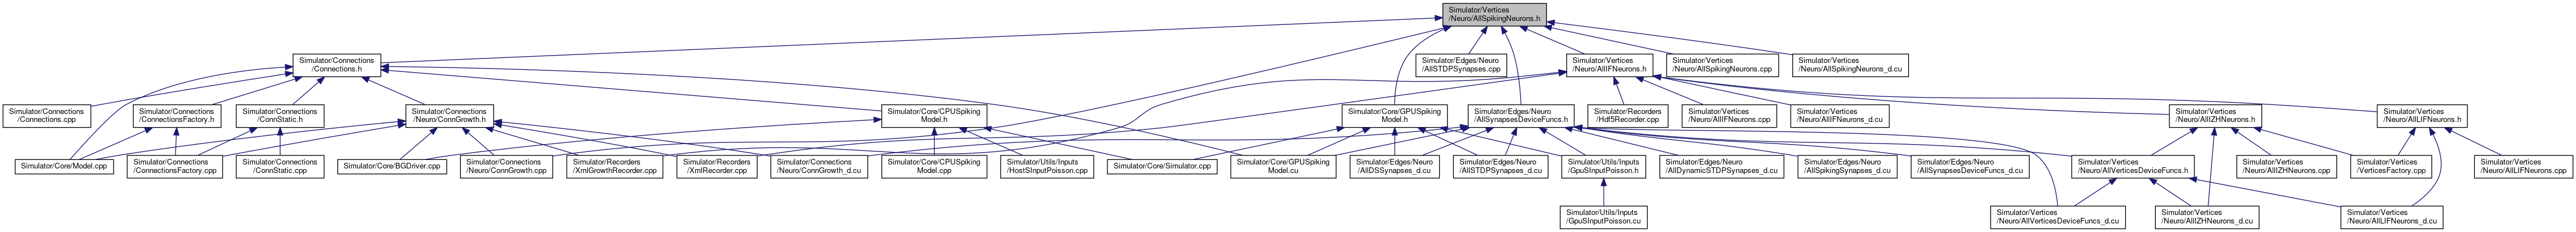 Simulator/Vertices
/Neuro/AllSpikingNeurons.h
Simulator/Connections
/Connections.h
Simulator/Edges/Neuro
/AllSTDPSynapses.cpp
Simulator/Vertices
/Neuro/AllIFNeurons.h
Simulator/Vertices
/Neuro/AllSpikingNeurons.cpp
Simulator/Vertices
/Neuro/AllSpikingNeurons_d.cu
Simulator/Connections
/Connections.cpp
Simulator/Connections
/ConnectionsFactory.h
Simulator/Connections
/ConnStatic.h
Simulator/Connections
/Neuro/ConnGrowth.h
Simulator/Core/CPUSpiking
Model.h
Simulator/Core/GPUSpiking
Model.h
Simulator/Edges/Neuro
/AllSynapsesDeviceFuncs.h
Simulator/Recorders
/Hdf5Recorder.cpp
Simulator/Vertices
/Neuro/AllIFNeurons.cpp
Simulator/Vertices
/Neuro/AllIFNeurons_d.cu
Simulator/Vertices
/Neuro/AllIZHNeurons.h
Simulator/Vertices
/Neuro/AllLIFNeurons.h
Simulator/Core/Model.cpp
Simulator/Connections
/ConnectionsFactory.cpp
Simulator/Connections
/ConnStatic.cpp
Simulator/Core/BGDriver.cpp
Simulator/Connections
/Neuro/ConnGrowth.cpp
Simulator/Recorders
/XmlGrowthRecorder.cpp
Simulator/Recorders
/XmlRecorder.cpp
Simulator/Connections
/Neuro/ConnGrowth_d.cu
Simulator/Core/CPUSpiking
Model.cpp
Simulator/Utils/Inputs
/HostSInputPoisson.cpp
Simulator/Core/Simulator.cpp
Simulator/Core/GPUSpiking
Model.cu
Simulator/Edges/Neuro
/AllDSSynapses_d.cu
Simulator/Edges/Neuro
/AllSTDPSynapses_d.cu
Simulator/Utils/Inputs
/GpuSInputPoisson.h
Simulator/Edges/Neuro
/AllDynamicSTDPSynapses_d.cu
Simulator/Edges/Neuro
/AllSpikingSynapses_d.cu
Simulator/Edges/Neuro
/AllSynapsesDeviceFuncs_d.cu
Simulator/Vertices
/Neuro/AllVerticesDeviceFuncs.h
Simulator/Vertices
/Neuro/AllIZHNeurons.cpp
Simulator/Vertices
/VerticesFactory.cpp
Simulator/Vertices
/Neuro/AllLIFNeurons.cpp
Simulator/Utils/Inputs
/GpuSInputPoisson.cu
Simulator/Vertices
/Neuro/AllVerticesDeviceFuncs_d.cu
Simulator/Vertices
/Neuro/AllIZHNeurons_d.cu
Simulator/Vertices
/Neuro/AllLIFNeurons_d.cu